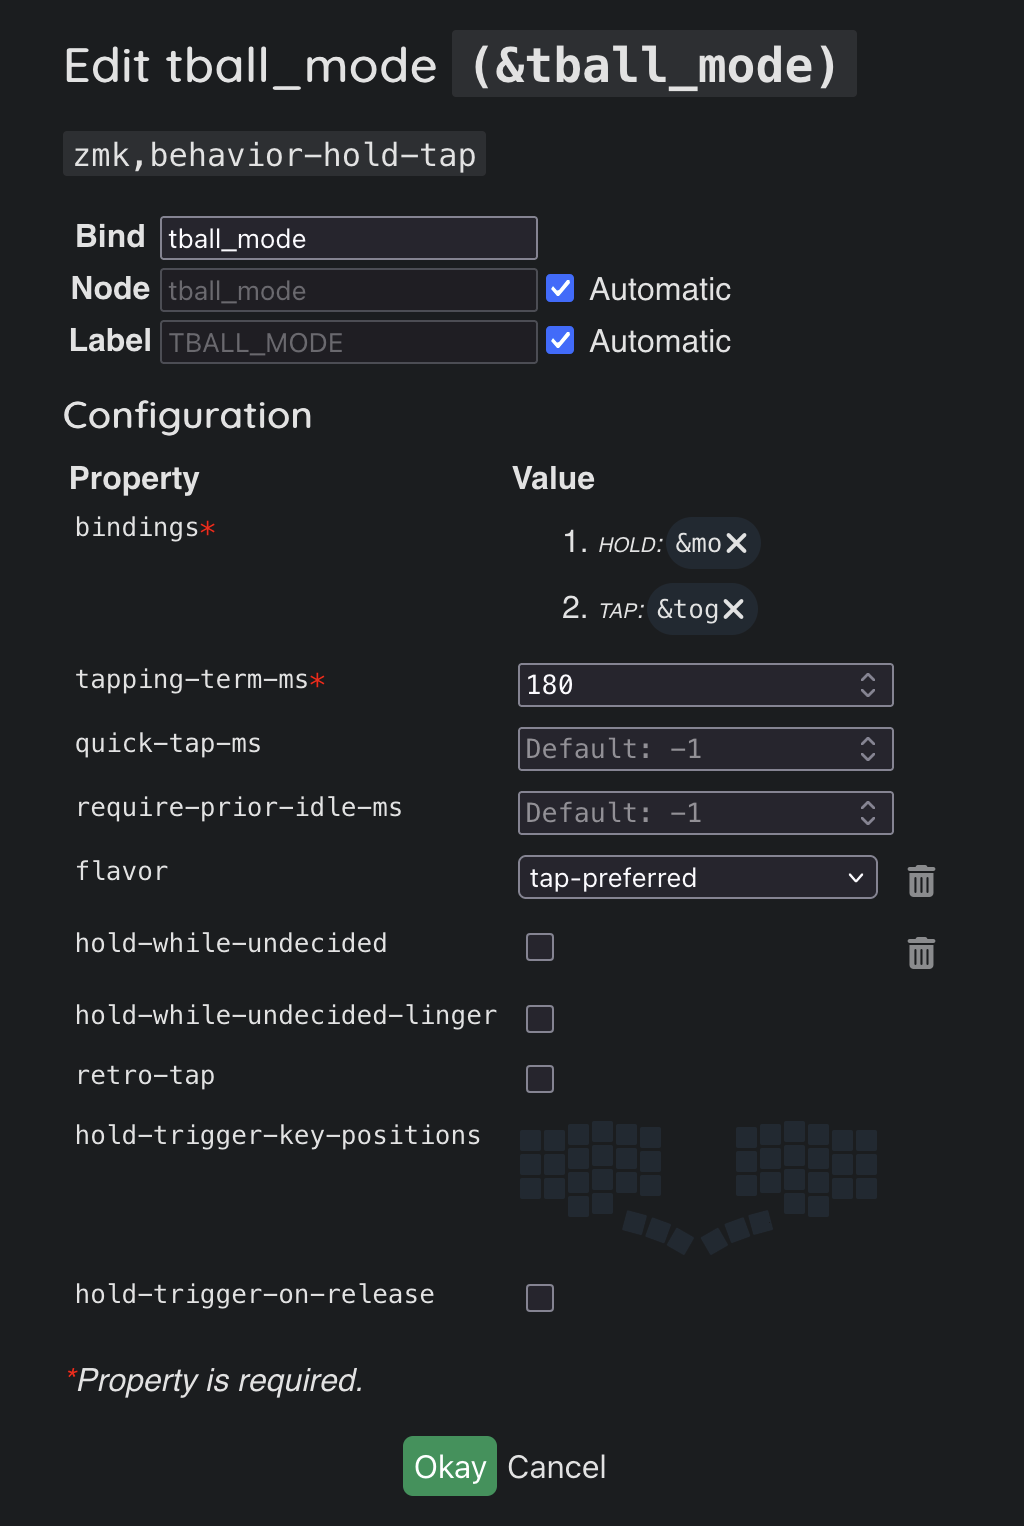 Edit tball_mode (&tball_mode)
zmk,behavior-hold-tap
Bind tball_mode
Node tball_mode Automatic
Label TBALL_MODE Automatic
Configuration
Property Value
bindings* 1. HOLD: &mo
2. TAP: &tog
tapping-term-ms* 180
quick-tap-ms Default: -1
require-prior-idle-ms Default: -1
flavor tap-preferred
hold-while-undecided
hold-while-undecided-linger
retro-tap
hold-trigger-key-positions
hold-trigger-on-release
*Property is required.
Okay Cancel